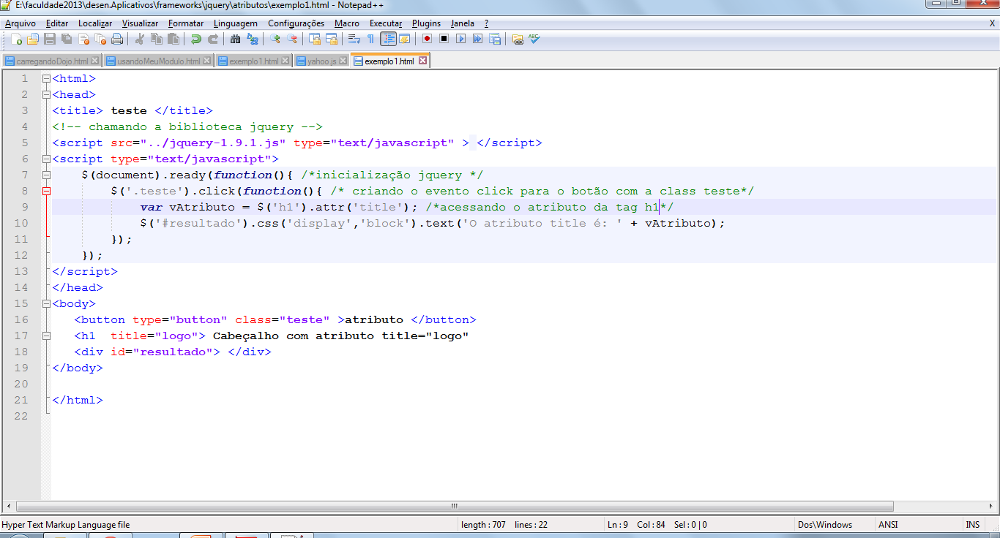 E:\faculdade2013\desen.Aplicativos\frameworks\jquery\atributos\exemplo1.html - Notepad++
Arquivo Editar Localizar Visualizar Formatar Linguagem Configurações Macro Executar Plugins Janela ? X
carregandoDojo.html usandoMeuModulo.html exemplo1.html yahoo.js exemplo1.html
1 <html>
2 <head>
3 <title> teste </title>
4 <!-- chamando a biblioteca jquery -->
5 <script src="../jquery-1.9.1.js" type="text/javascript" > </script>
6 <script type="text/javascript">
7 $(document).ready(function(){ /*inicialização jquery */
8 $('.teste').click(function(){ /* criando o evento click para o botão com a class teste*/
9 var vAtributo = $('h1').attr('title'); /*acessando o atributo da tag h1*/
10 $('#resultado').css('display','block').text('O atributo title é: ' + vAtributo);
11 });
12 });
13 </script>
14 </head>
15 <body>
16 <button type="button" class="teste" >atributo </button>
17 <h1  title="logo"> Cabeçalho com atributo title="logo"
18 <div id="resultado"> </div>
19 </body>
20
21 </html>
22
Hyper Text Markup Language file length : 707 lines : 22 Ln : 9 Col : 84 Sel : 0 | 0 Dos\Windows ANSI INS